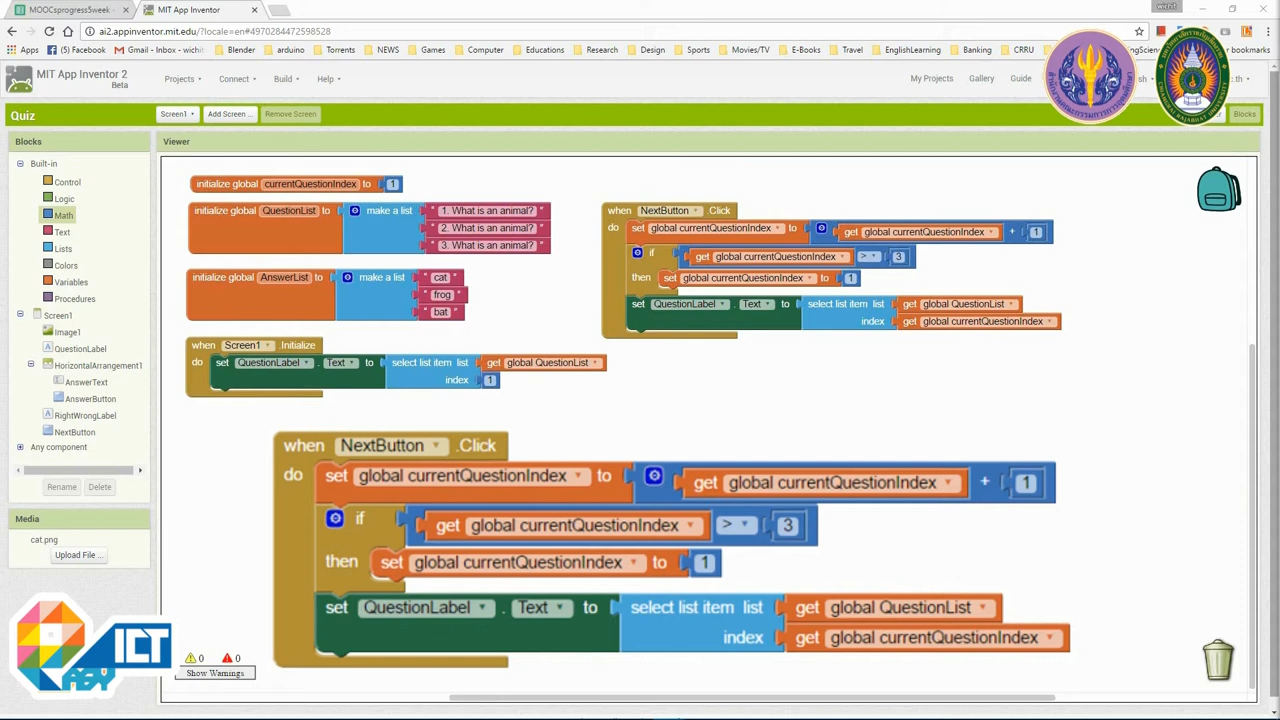 MOOCsprogress5week
MIT App Inventor
wichit
ai2.appinventor.mit.edu/?locale=en#4970284472598528
Apps
(5) Facebook
Gmail - Inbox - wichit
Blender
arduino
Torrents
NEWS
Games
Computer
Educations
Research
Design
Sports
Movies/TV
E-Books
Travel
EnglishLearning
Banking
CRRU
bookmarks
MIT App Inventor 2
Beta
Projects
Connect
Build
Help
My Projects
Gallery
Guide
Quiz
Screen1
Add Screen ...
Remove Screen
Blocks
Blocks
Viewer
Built-in
Control
Logic
Math
Text
Lists
Colors
Variables
Procedures
Screen1
Image1
QuestionLabel
HorizontalArrangement1
AnswerText
AnswerButton
RightWrongLabel
NextButton
Any component
Rename
Delete
Media
cat.png
Upload File ...
initialize global currentQuestionIndex to 1
initialize global QuestionList to make a list " 1. What is an animal? "
" 2. What is an animal? "
" 3. What is an animal? "
initialize global AnswerList to make a list " cat "
" frog "
" bat "
when Screen1 .Initialize
do set QuestionLabel . Text to select list item list get global QuestionList
index 1
when NextButton .Click
do set global currentQuestionIndex to get global currentQuestionIndex + 1
if get global currentQuestionIndex > 3
then set global currentQuestionIndex to 1
set QuestionLabel . Text to select list item list get global QuestionList
index get global currentQuestionIndex
when NextButton .Click
do set global currentQuestionIndex to get global currentQuestionIndex + 1
if get global currentQuestionIndex > 3
then set global currentQuestionIndex to 1
set QuestionLabel . Text to select list item list get global QuestionList
index get global currentQuestionIndex
0 0
Show Warnings
ICT